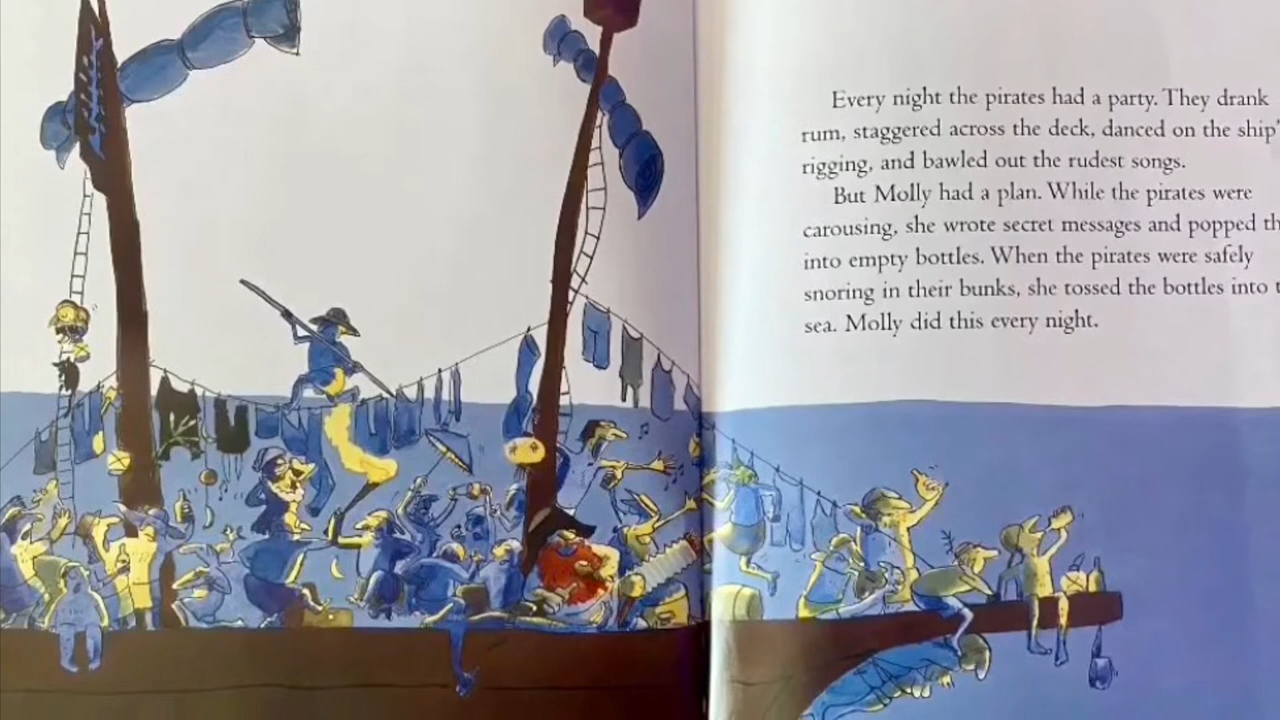 Every night the pirates had a party. They drank
rum, staggered across the deck, danced on the ship
rigging, and bawled out the rudest songs.
But Molly had a plan. While the pirates were
carousing, she wrote secret messages and popped
into empty bottles. When the pirates were safely
snoring in their bunks, she tossed the bottles into
sea. Molly did this every night.